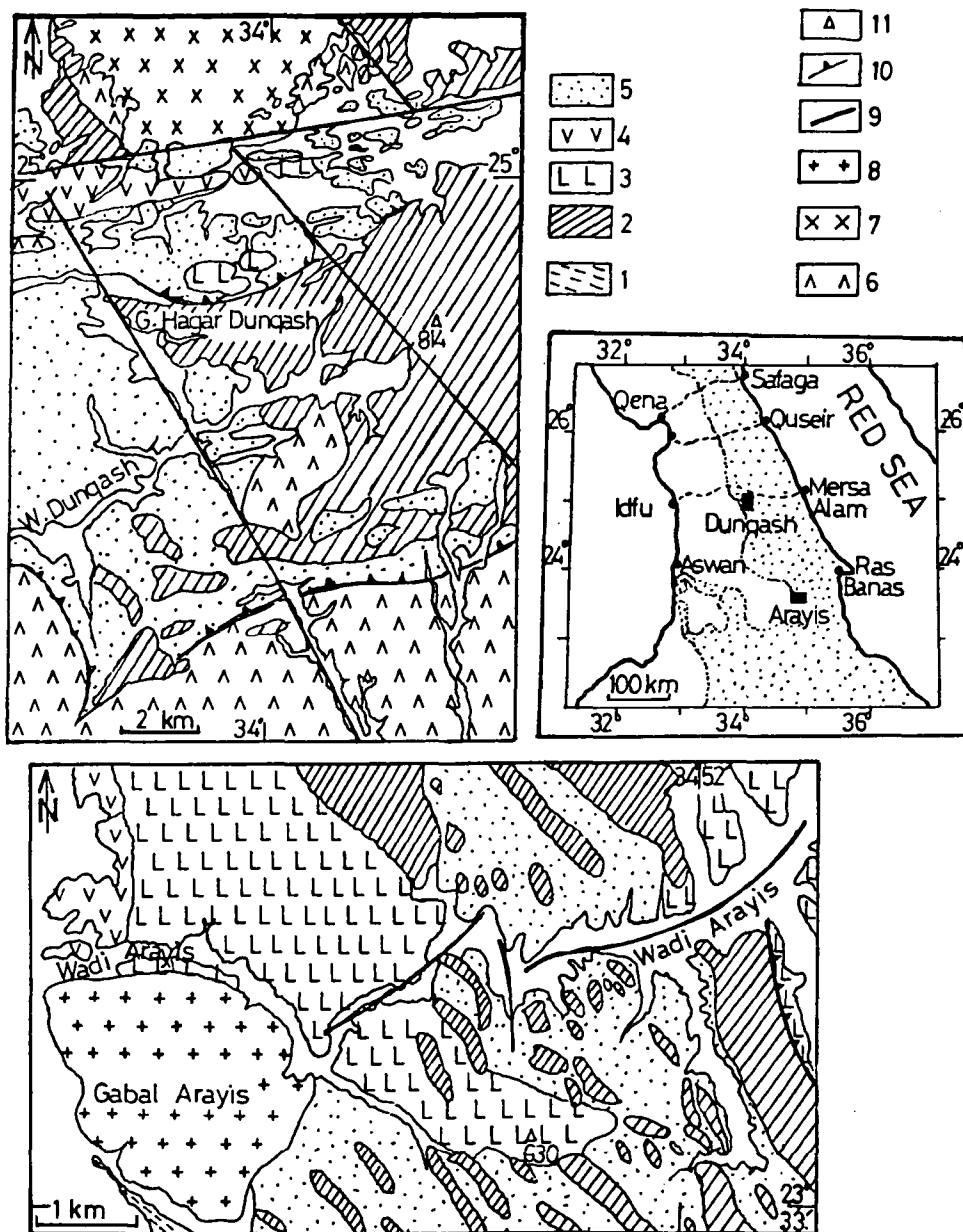 N
34°
25°
25°
G. Hagar Dungash
814
W. Dungash
2 km
34°
5
4
3
2
1
11
10
9
8
7
6
32°
34°
36°
Safaga
Qena
Quseir
26°
26°
RED SEA
Mersa
Alam
Idfu
Dungash
24°
24°
Aswan
Ras
Banas
Arayis
100 km
32°
34°
36°
N
34°52'
Wadi Arayis
Wadi Arayis
Gabal Arayis
630
1 km
23°
33'